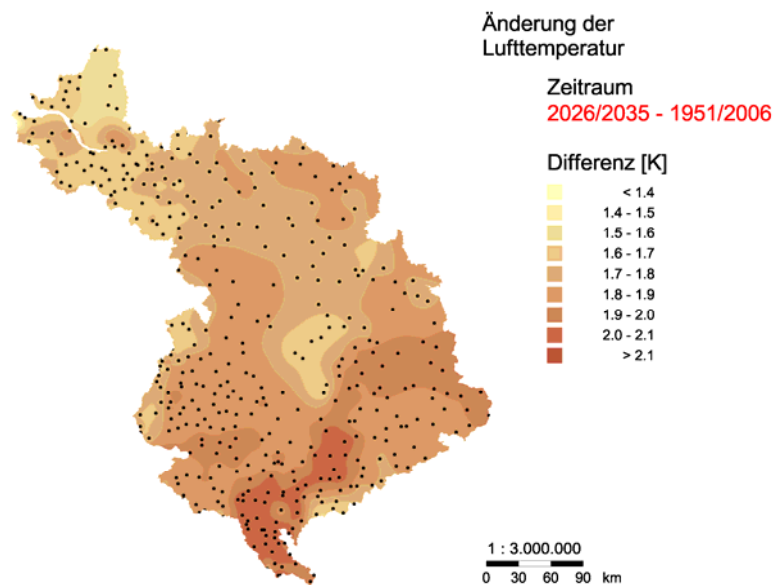 Änderung der
Lufttemperatur
Zeitraum
2026/2035 - 1951/2006
Differenz [K]
< 1.4
1.4 - 1.5
1.5 - 1.6
1.6 - 1.7
1.7 - 1.8
1.8 - 1.9
1.9 - 2.0
2.0 - 2.1
> 2.1
1 : 3.000.000
0 30 60 90 km